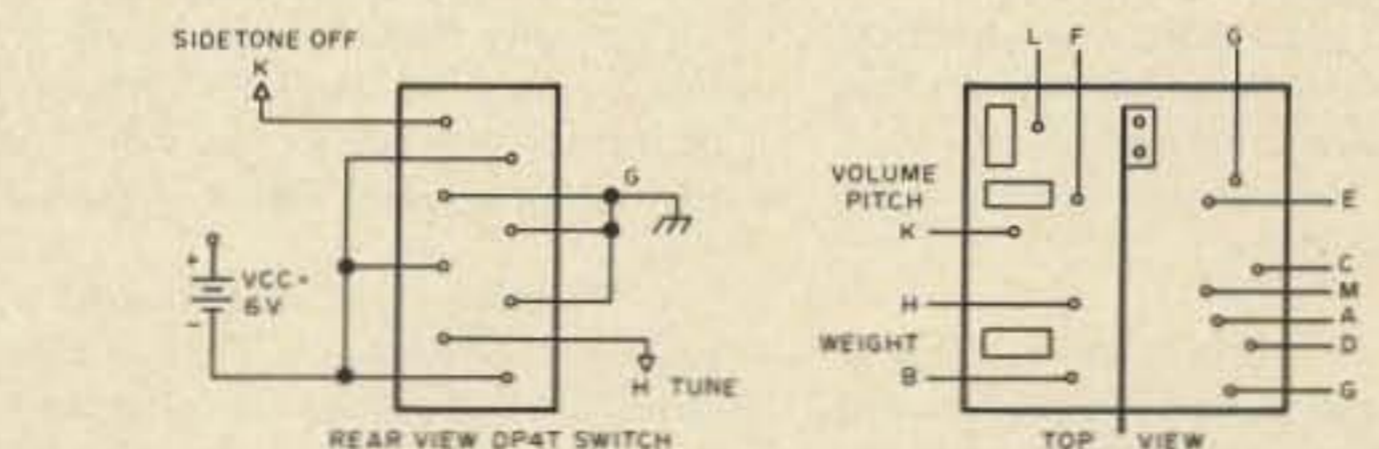 SIDETONE OFF
K
G
VCC=
6V
+
-
H TUNE
REAR VIEW DP4T SWITCH
L F G
VOLUME
PITCH
K
H
WEIGHT
B
E
C
M
A
D
G
TOP VIEW